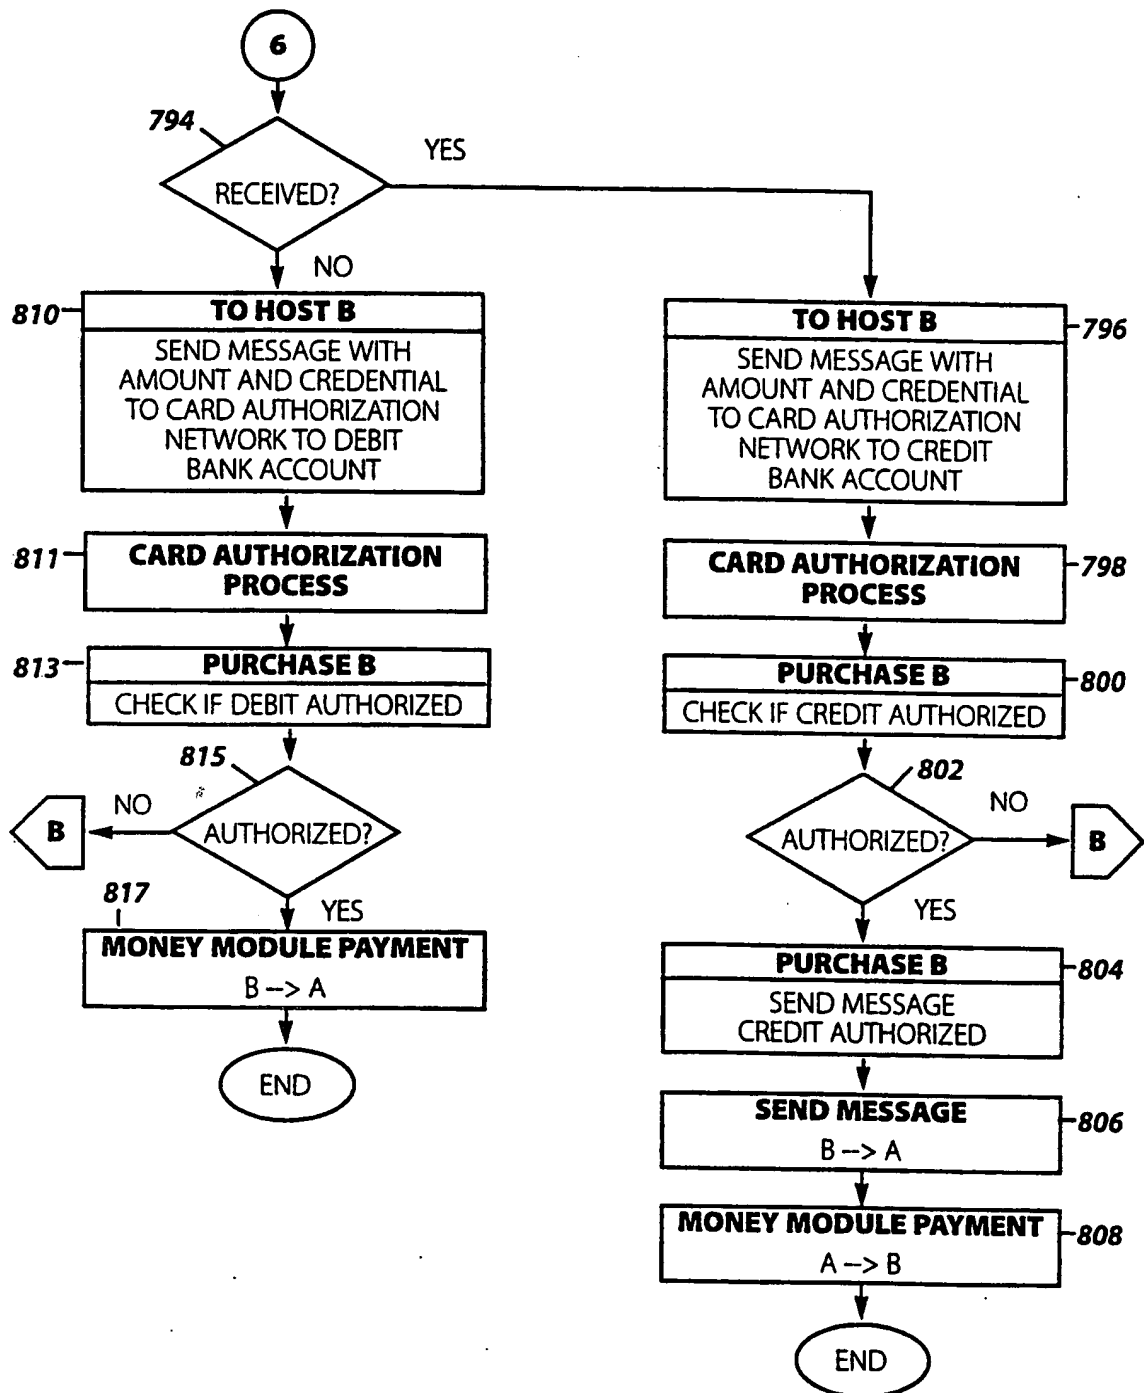 6
794
RECEIVED?
YES
NO
810
TO HOST B
SEND MESSAGE WITH
AMOUNT AND CREDENTIAL
TO CARD AUTHORIZATION
NETWORK TO DEBIT
BANK ACCOUNT
811
CARD AUTHORIZATION
PROCESS
813
PURCHASE B
CHECK IF DEBIT AUTHORIZED
815
AUTHORIZED?
NO
B
YES
817
MONEY MODULE PAYMENT
B --> A
END
TO HOST B
796
SEND MESSAGE WITH
AMOUNT AND CREDENTIAL
TO CARD AUTHORIZATION
NETWORK TO CREDIT
BANK ACCOUNT
CARD AUTHORIZATION
PROCESS
798
PURCHASE B
800
CHECK IF CREDIT AUTHORIZED
802
AUTHORIZED?
NO
B
YES
PURCHASE B
804
SEND MESSAGE
CREDIT AUTHORIZED
SEND MESSAGE
806
B --> A
MONEY MODULE PAYMENT
808
A --> B
END